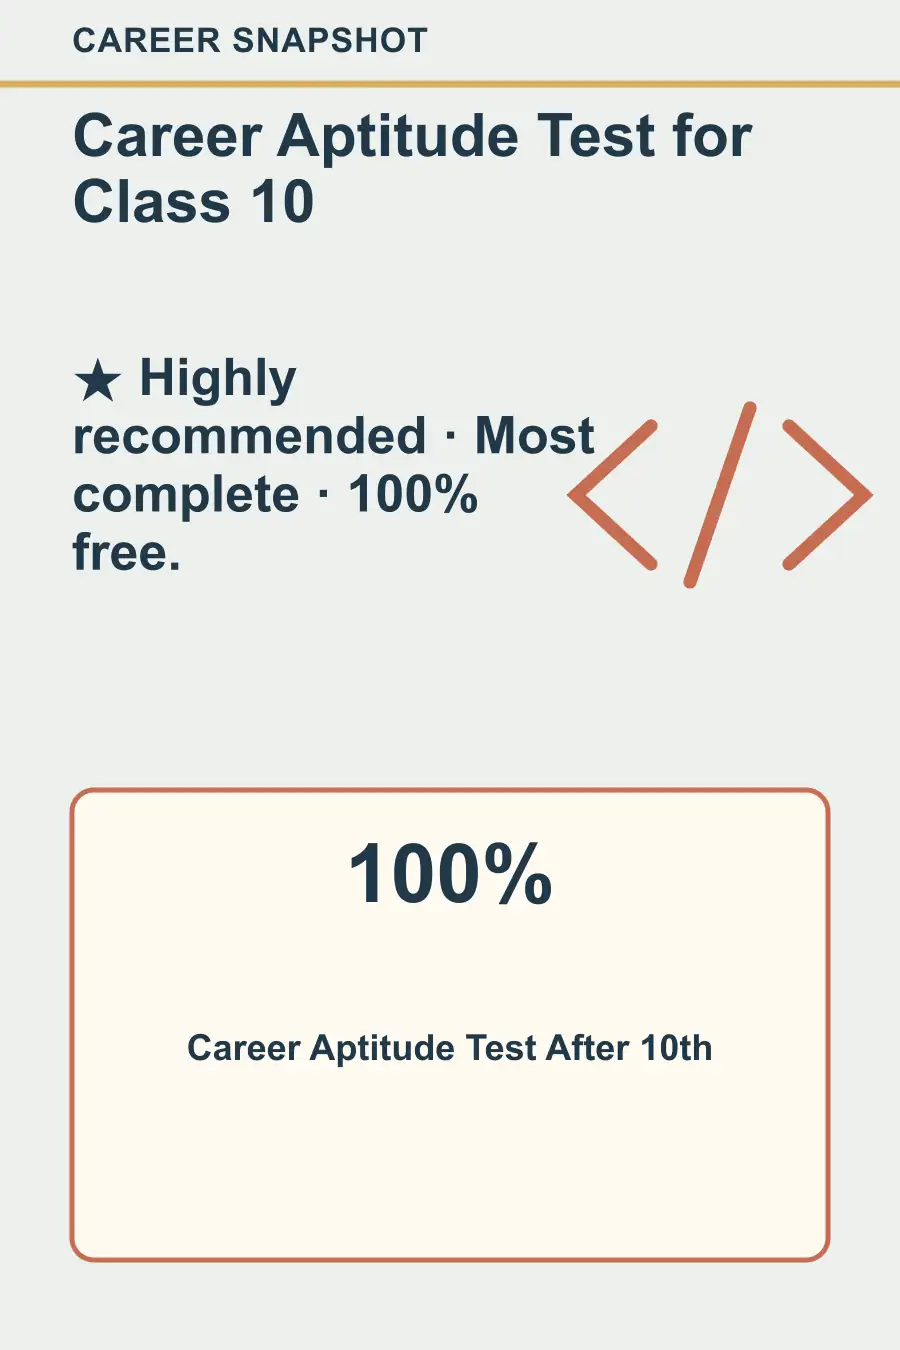 CAREER SNAPSHOT
Career Aptitude Test for
Class 10
★ Highly
recommended · Most
complete · 100%
free.
</>
100%
Career Aptitude Test After 10th